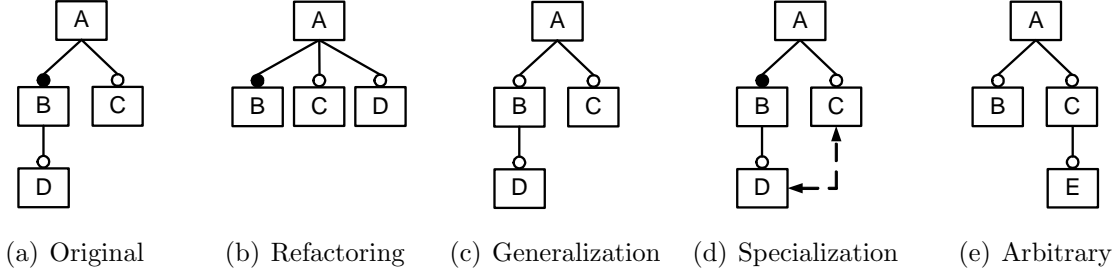 A A A A A
B C B C D B C B C B C
D D D E
(a) Original (b) Refactoring (c) Generalization (d) Specialization (e) Arbitrary